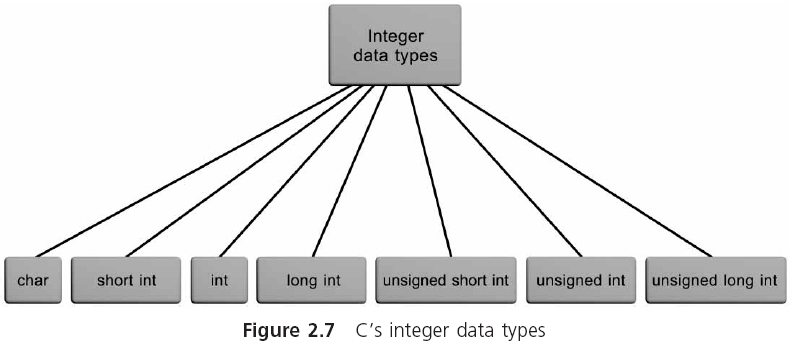 Integer
data types
char
short int
int
long int
unsigned short int
unsigned int
unsigned long int
Figure 2.7 C's integer data types